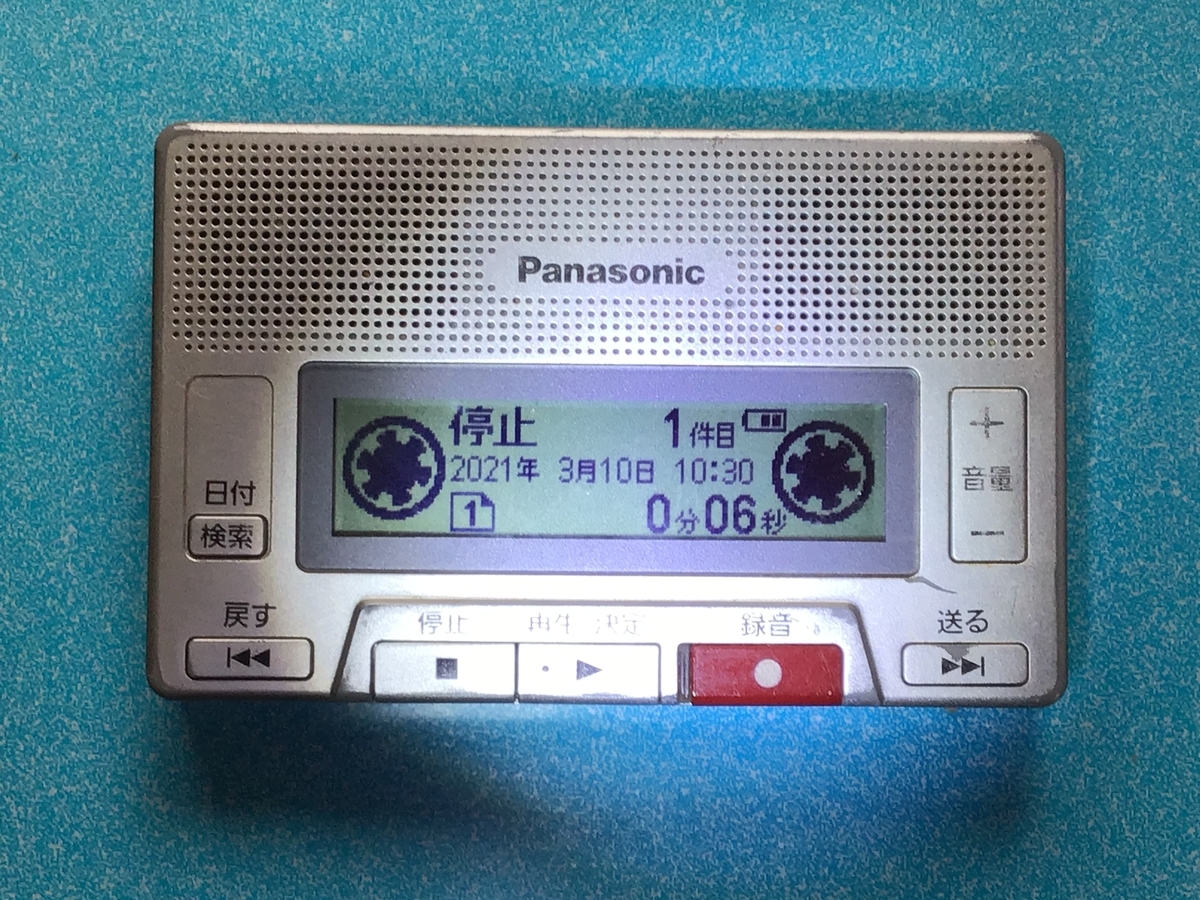 Panasonic
停止 1件目
2021年 3月10日 10:30
1 0分06秒
日付
検索
+
音量
-
戻す
停止
再生 決定
録音
送る